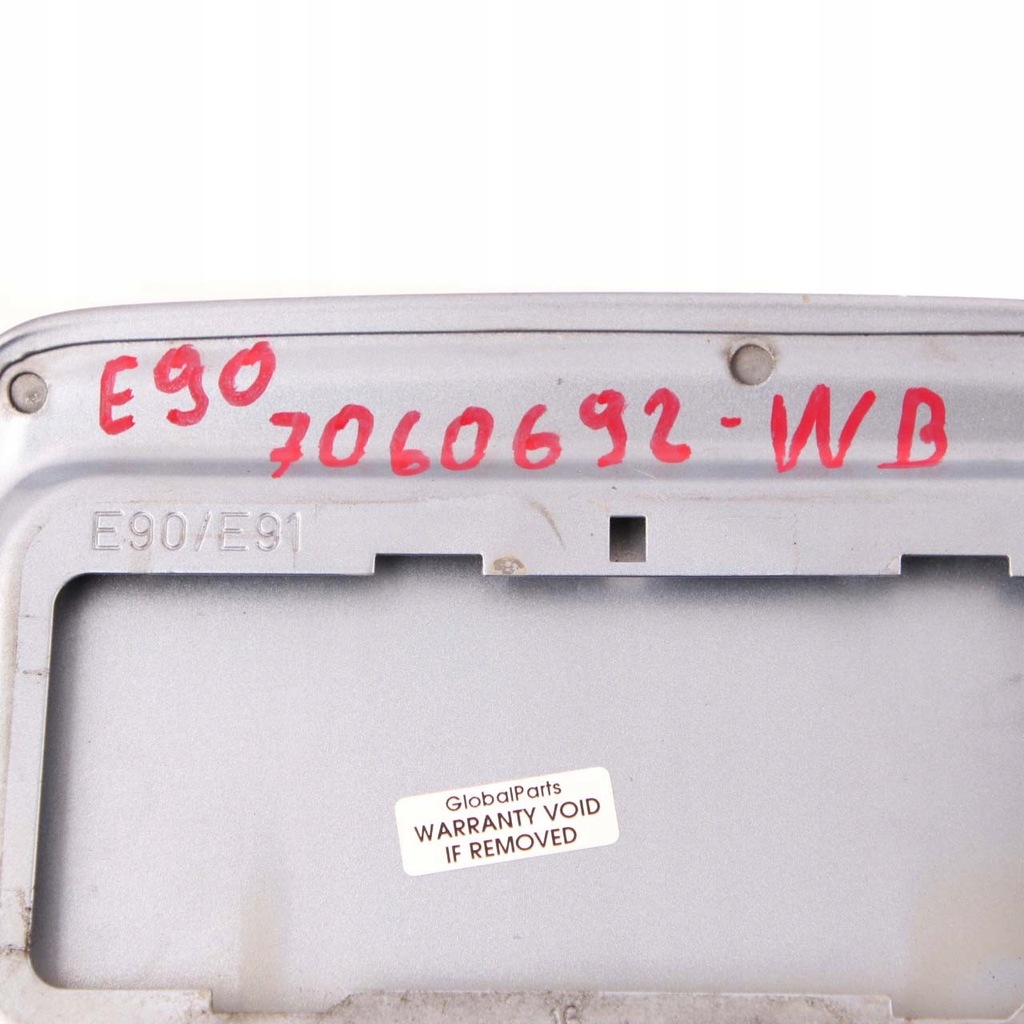 E90
7060692-WB
E90/E91
GlobalParts
WARRANTY VOID
IF REMOVED